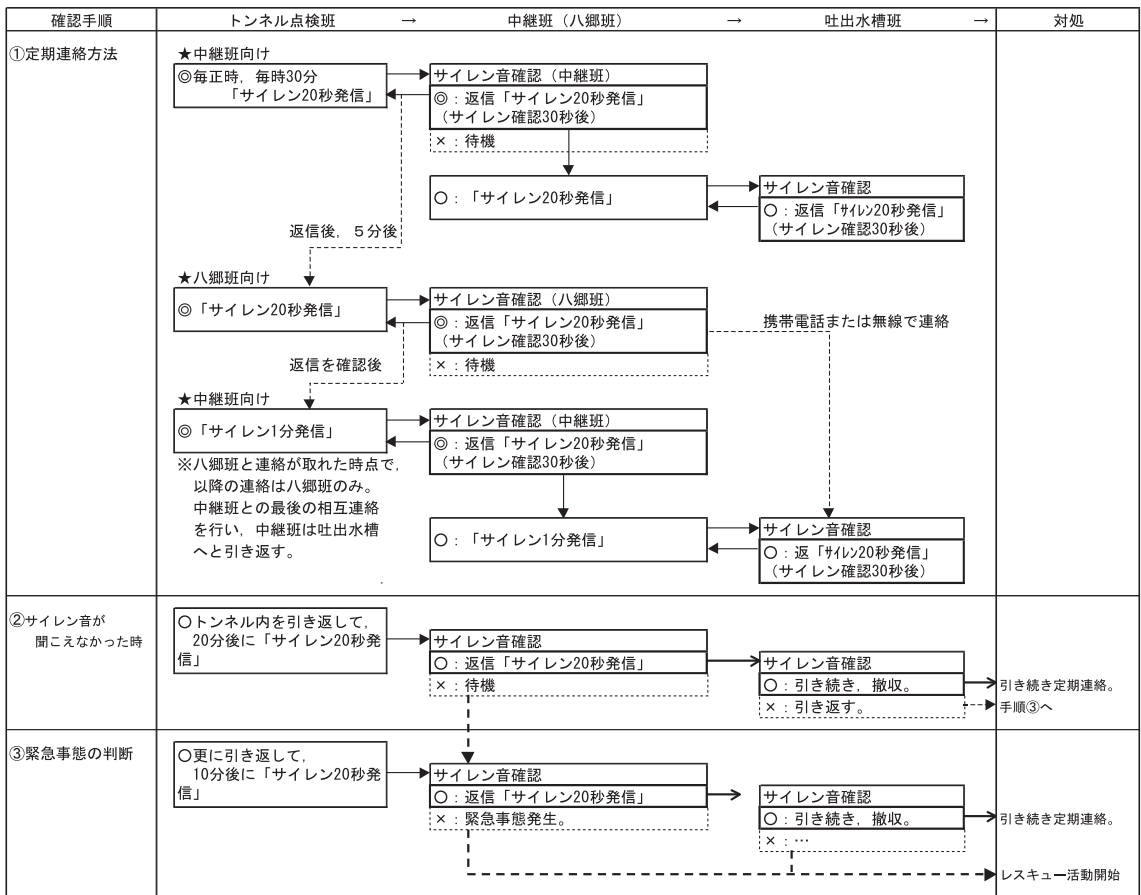 確認手順 トンネル点検班 → 中継班（八郷班） → 吐出水槽班 → 対処
①定期連絡方法
★中継班向け
◎毎正時，毎時30分
「サイレン20秒発信」
サイレン音確認（中継班）
◎：返信「サイレン20秒発信」
（サイレン確認30秒後）
×：待機
○：「サイレン20秒発信」
サイレン音確認
○：返信「ｻｲﾚﾝ20秒発信」
（サイレン確認30秒後）
返信後，５分後
★八郷班向け
◎「サイレン20秒発信」
サイレン音確認（八郷班）
◎：返信「サイレン20秒発信」
（サイレン確認30秒後）
×：待機
携帯電話または無線で連絡
返信を確認後
★中継班向け
◎「サイレン1分発信」
サイレン音確認（中継班）
◎：返信「サイレン20秒発信」
（サイレン確認30秒後）
※八郷班と連絡が取れた時点で，
以降の連絡は八郷班のみ。
中継班との最後の相互連絡
を行い，中継班は吐出水槽
へと引き返す。
○：「サイレン1分発信」
サイレン音確認
○：返「ｻｲﾚﾝ20秒発信」
（サイレン確認30秒後）
②サイレン音が
聞こえなかった時
○トンネル内を引き返して，
20分後に「サイレン20秒発
信」
サイレン音確認
○：返信「サイレン20秒発信」
×：待機
サイレン音確認
○：引き続き，撤収。
×：引き返す。
引き続き定期連絡。
手順③へ
③緊急事態の判断
○更に引き返して，
10分後に「サイレン20秒発
信」
サイレン音確認
○：返信「サイレン20秒発信」
×：緊急事態発生。
サイレン音確認
○：引き続き，撤収。
×：…
引き続き定期連絡。
レスキュー活動開始